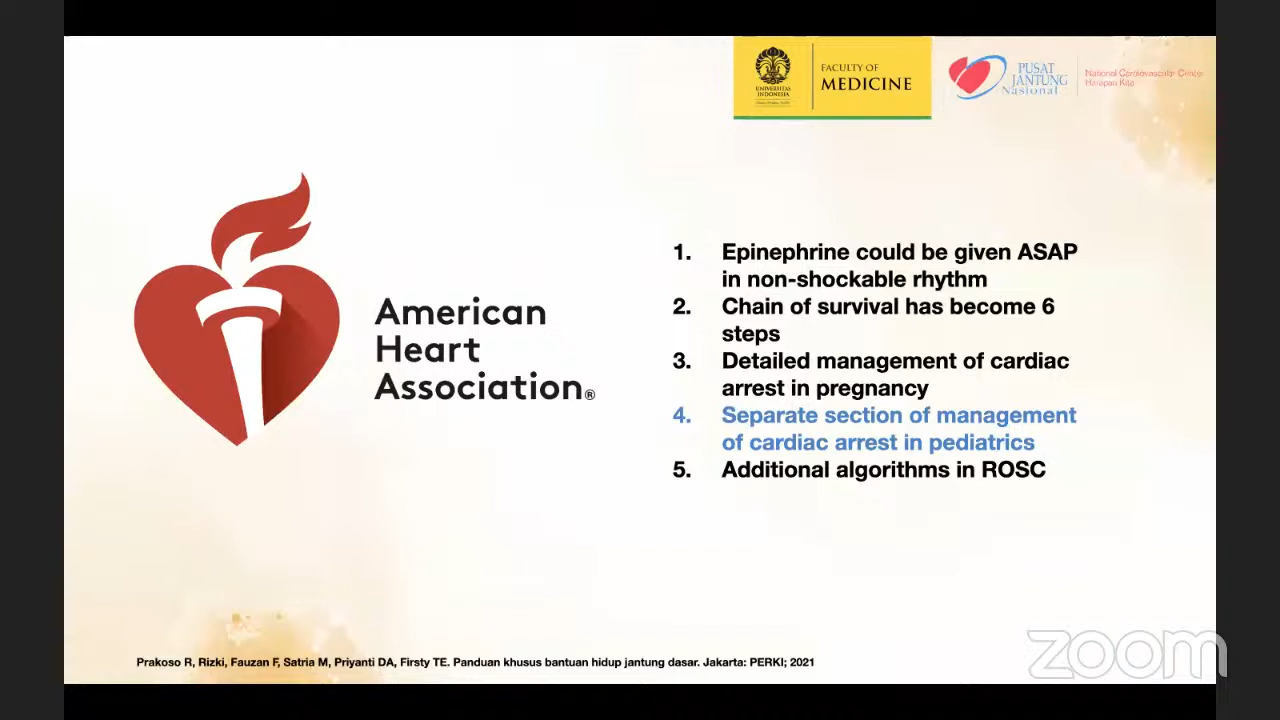 UNIVERSITAS
INDONESIA
FACULTY OF
MEDICINE
PUSAT
JANTUNG
Nasional
National Cardiovascular Center
Harapan Kita
American
Heart
Association®
1. Epinephrine could be given ASAP
in non-shockable rhythm
2. Chain of survival has become 6
steps
3. Detailed management of cardiac
arrest in pregnancy
4. Separate section of management
of cardiac arrest in pediatrics
5. Additional algorithms in ROSC
Prakoso R, Rizki, Fauzan F, Satria M, Priyanti DA, Firsty TE. Panduan khusus bantuan hidup jantung dasar. Jakarta: PERKI; 2021
zoom